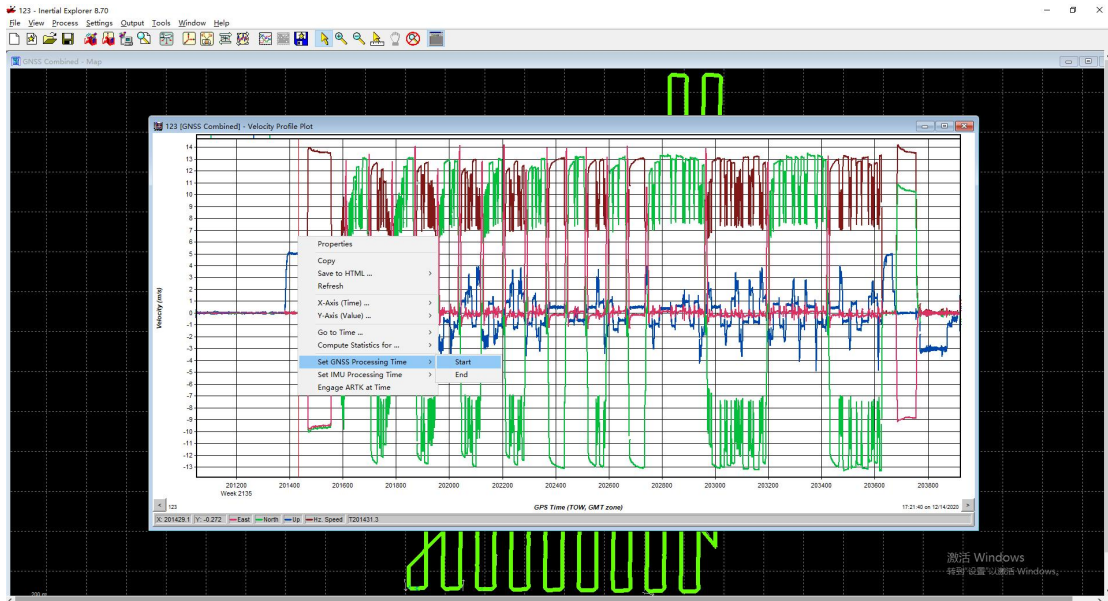 123 - Inertial Explorer 8.70
File View Process Settings Output Tools Window Help
GNSS Combined - Map
123 [GNSS Combined] - Velocity Profile Plot
14
13
12
11
10
9
8
7
6
5
4
3
2
1
0
-1
-2
-3
-4
-5
-6
-7
-8
-9
-10
-11
-12
-13
Velocity (m/s)
Properties
Copy
Save to HTML ...
Refresh
X-Axis (Time) ...
Y-Axis (Value) ...
Go to Time ...
Compute Statistics for ...
Set GNSS Processing Time
Start
Set IMU Processing Time
End
Engage ARTK at Time
201200 201400 201600 201800 202000 202200 202400 202600 202800 203000 203200 203400 203600 203800
Week 2135
123
GPS Time (TOW, GMT zone)
17:21:40 on 12/14/2020
X: 201429.1 Y: -0.272 East North Up Hz. Speed T201431.3
激活 Windows
转到"设置"以激活 Windows。
200 m